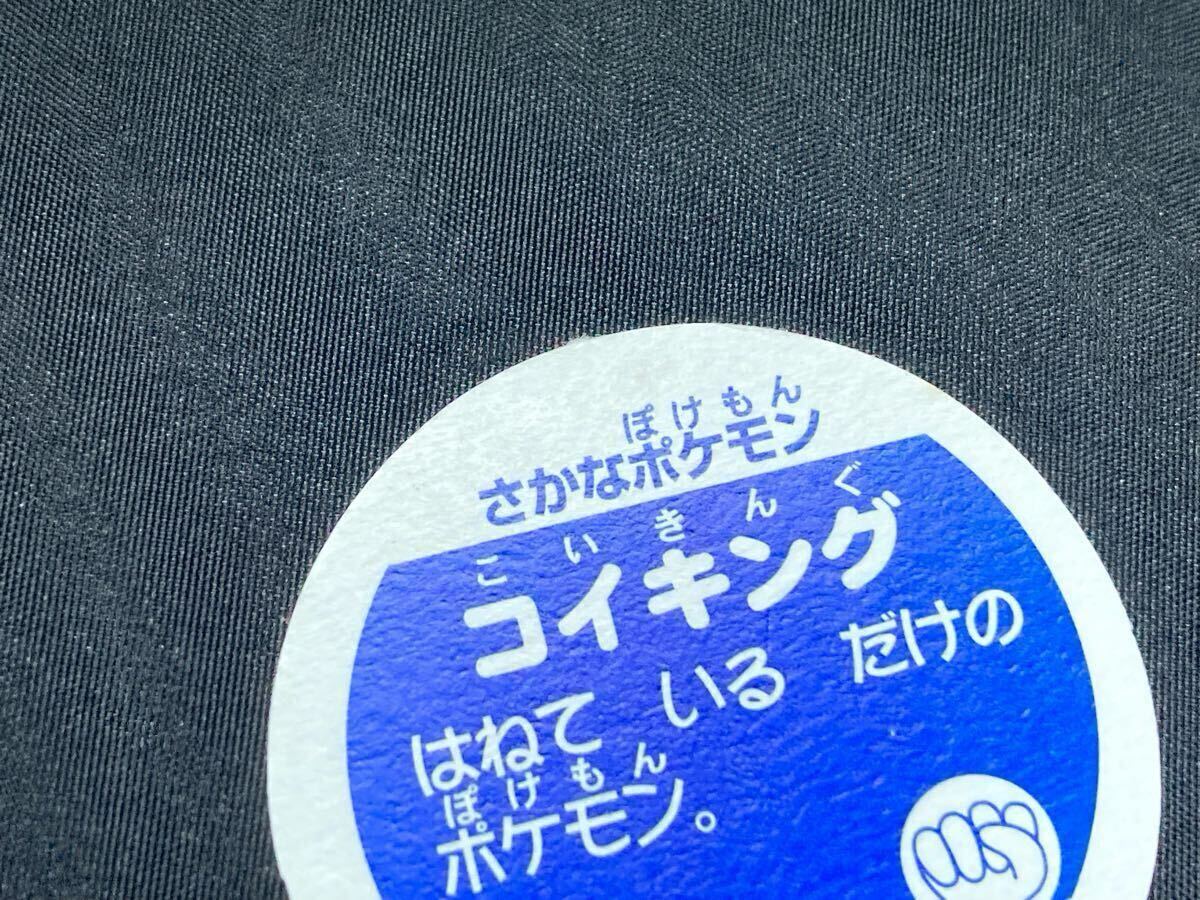 ぽけもん
さかなポケモン
こいきんぐ
コイキング
はねて いる だけの
ぽけもん
ポケモン。